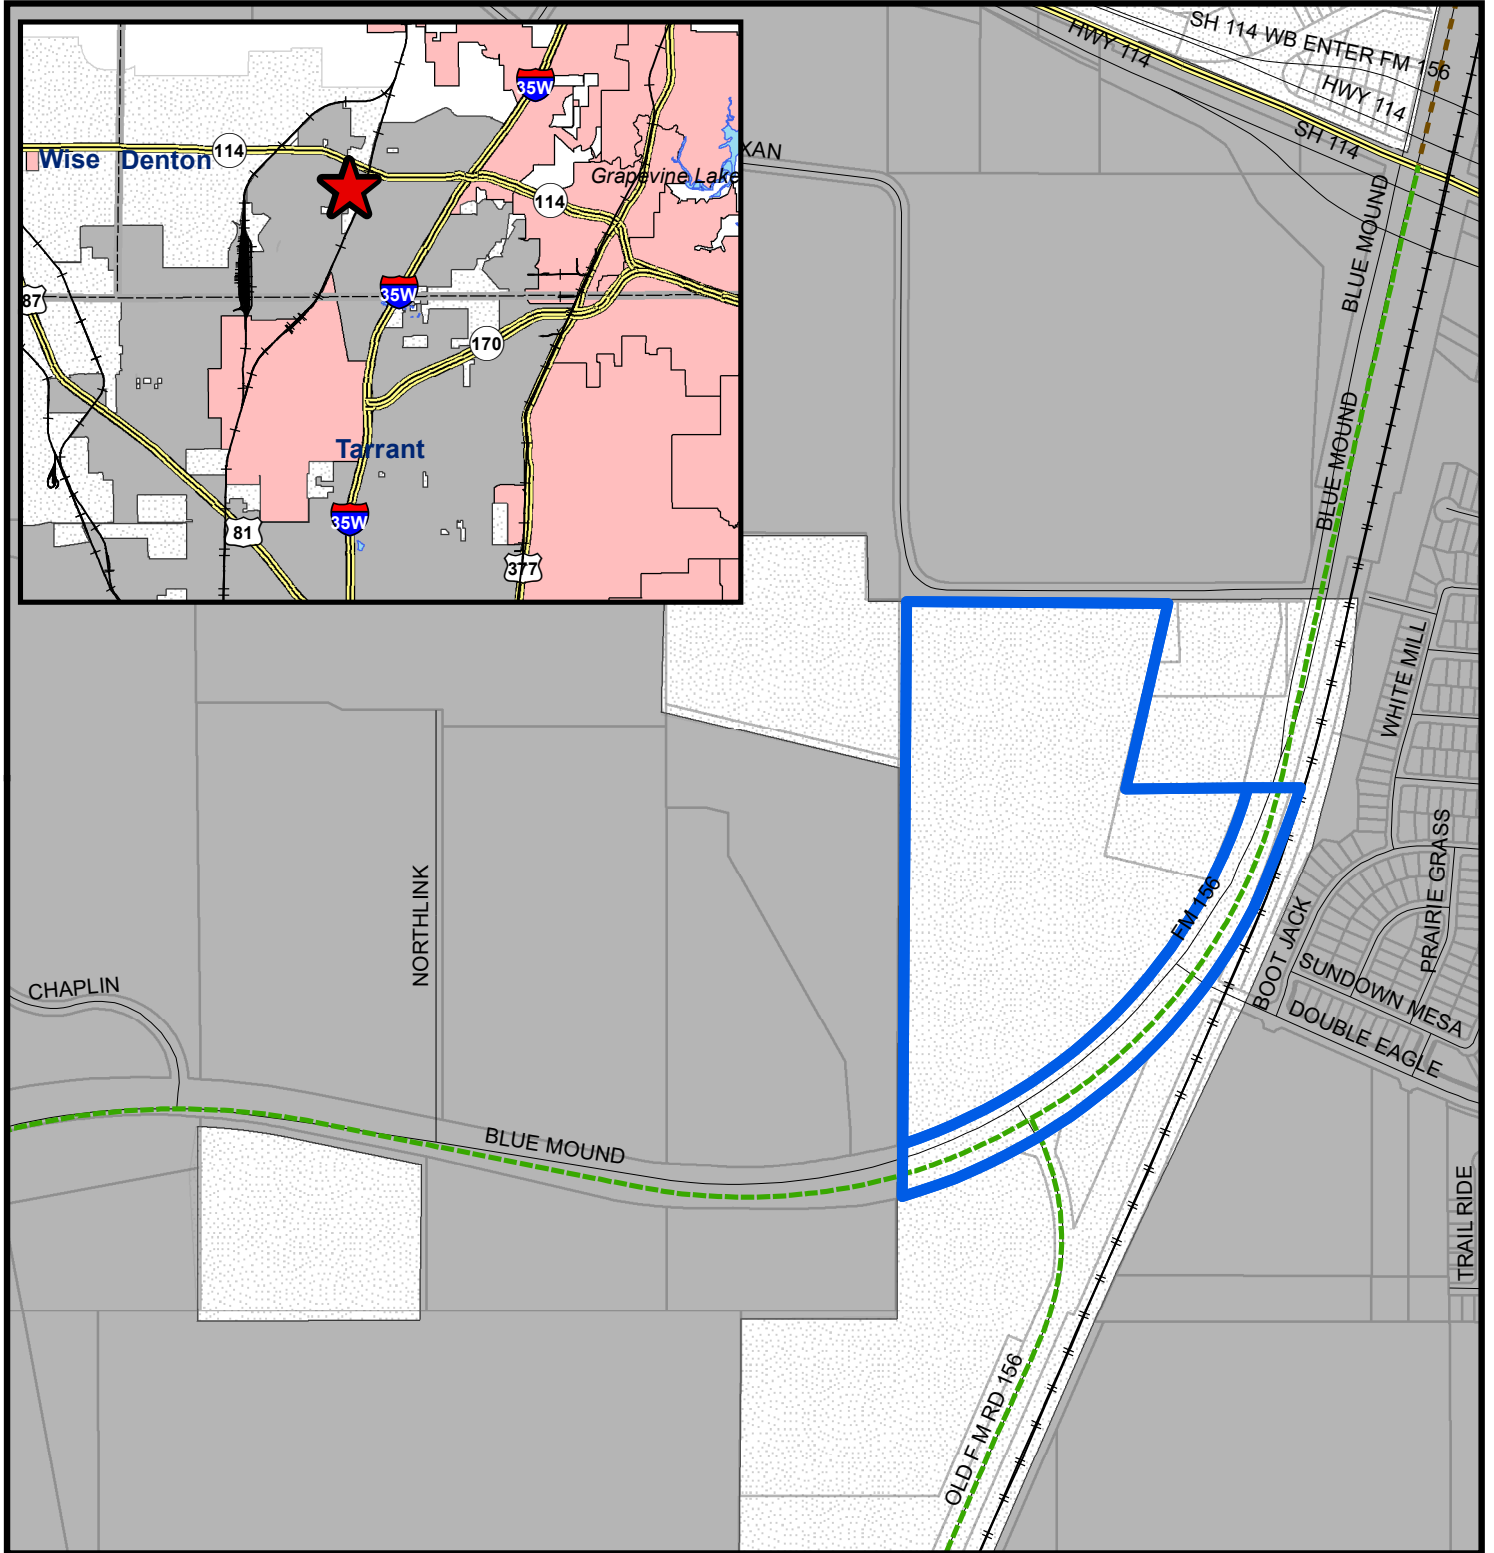 SH 114 WB ENTER FM 156
HWY 114
HWY 114
SH 114
35W
Wise
Denton
114
Grapevine Lake
114
XAN
BLUE MOUND
87
35W
170
BLUE MOUND
Tarrant
35W
81
377
WHITE MILL
FM 156
PRAIRIE GRASS
NORTHLINK
BOOT JACK
SUNDOWN MESA
CHAPLIN
DOUBLE EAGLE
BLUE MOUND
TRAIL RIDE
OLD F M RD 156